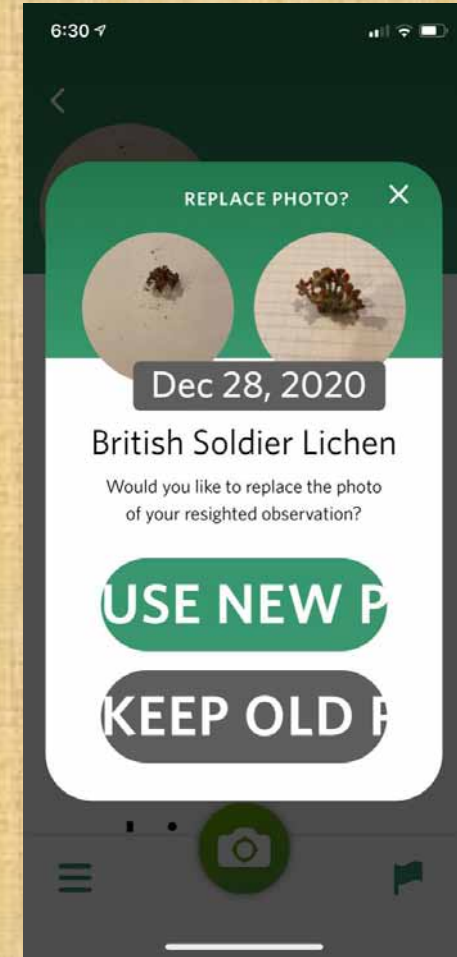 6:30
REPLACE PHOTO?
Dec 28, 2020
British Soldier Lichen
Would you like to replace the photo
of your resighted observation?
USE NEW P
KEEP OLD P